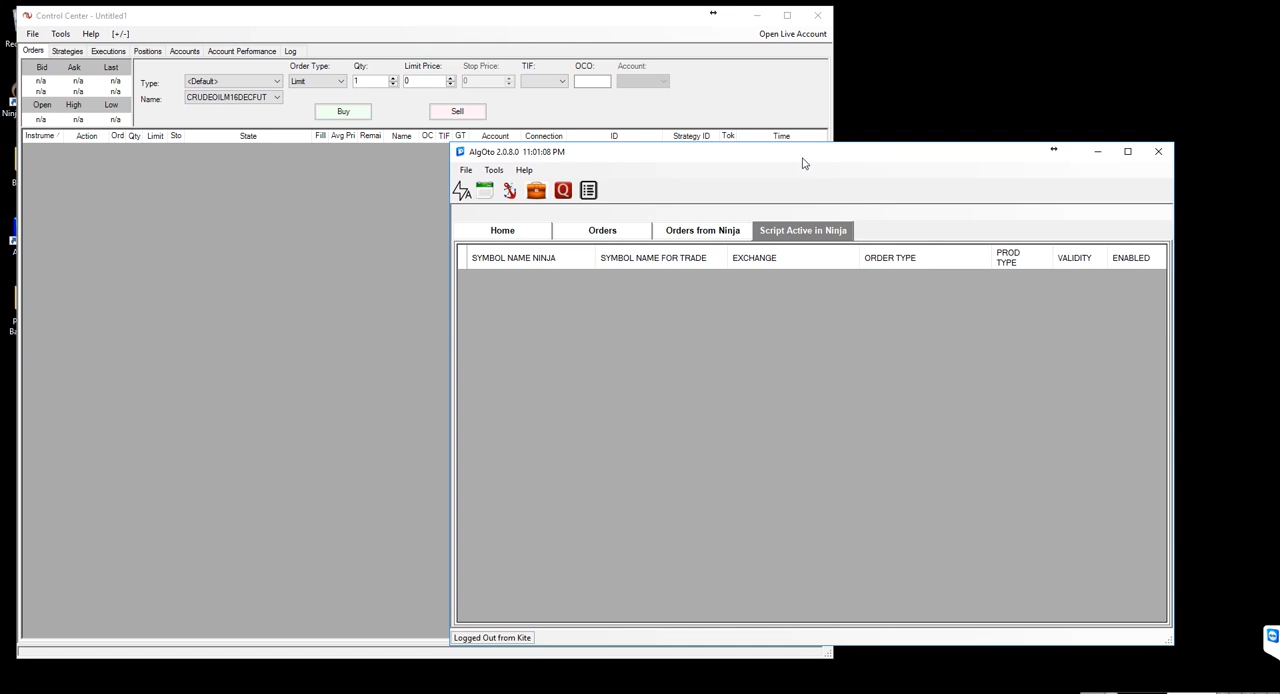 Control Center - Untitled1
File Tools Help [+/-] Open Live Account
Orders Strategies Executions Positions Accounts Account Performance Log
Bid Ask Last
n/a n/a n/a
n/a n/a n/a
Open High Low
n/a n/a n/a
Type: <Default>
Name: CRUDEOILM16DECFUT
Order Type: Qty: Limit Price: Stop Price: TIF: OCO: Account:
Limit 1 0 0
Buy Sell
Instrume Action Ord Qty Limit Sto State Fill Avg Pri Remai Name OC TIF GT Account Connection ID Strategy ID Tok Time
AlgOto 2.0.8.0 11:01:08 PM
File Tools Help
A Q
Home Orders Orders from Ninja Script Active in Ninja
SYMBOL NAME NINJA SYMBOL NAME FOR TRADE EXCHANGE ORDER TYPE PROD TYPE VALIDITY ENABLED
Logged Out from Kite